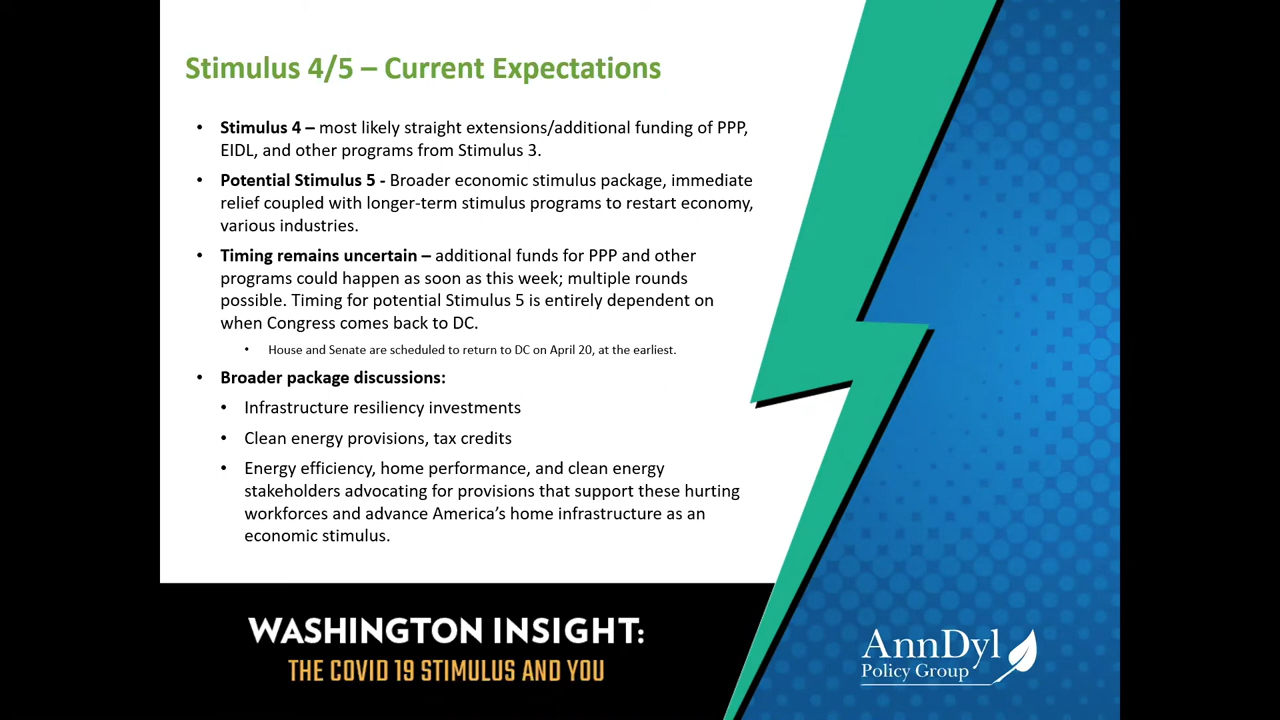 Stimulus 4/5 – Current Expectations
• Stimulus 4 – most likely straight extensions/additional funding of PPP,
EIDL, and other programs from Stimulus 3.
• Potential Stimulus 5 - Broader economic stimulus package, immediate
relief coupled with longer-term stimulus programs to restart economy,
various industries.
• Timing remains uncertain – additional funds for PPP and other
programs could happen as soon as this week; multiple rounds
possible. Timing for potential Stimulus 5 is entirely dependent on
when Congress comes back to DC.
• House and Senate are scheduled to return to DC on April 20, at the earliest.
• Broader package discussions:
• Infrastructure resiliency investments
• Clean energy provisions, tax credits
• Energy efficiency, home performance, and clean energy
stakeholders advocating for provisions that support these hurting
workforces and advance America’s home infrastructure as an
economic stimulus.
WASHINGTON INSIGHT:
THE COVID 19 STIMULUS AND YOU
AnnDyl
Policy Group